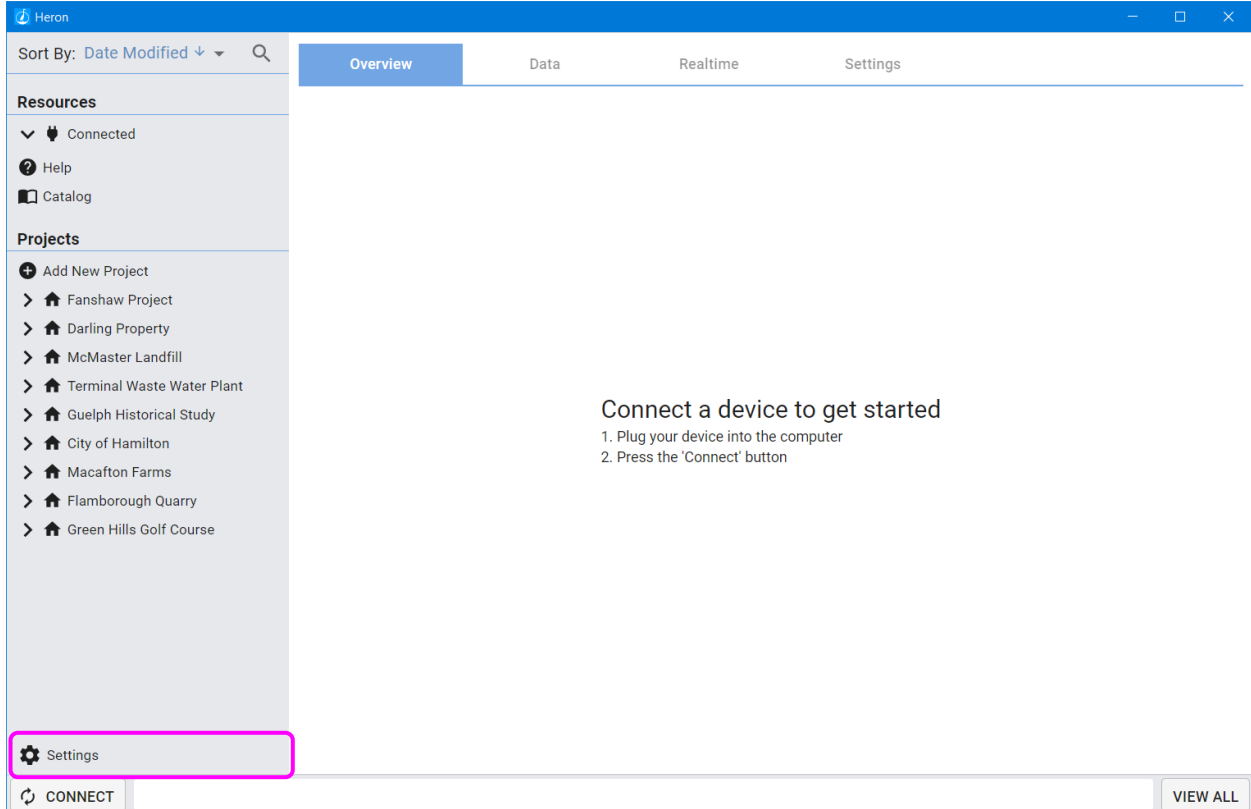 Heron
Sort By: Date Modified
Overview
Data
Realtime
Settings
Resources
Connected
Help
Catalog
Projects
Add New Project
Fanshaw Project
Darling Property
McMaster Landfill
Terminal Waste Water Plant
Guelph Historical Study
City of Hamilton
Macafton Farms
Flamborough Quarry
Green Hills Golf Course
Connect a device to get started
1. Plug your device into the computer
2. Press the 'Connect' button
Settings
CONNECT
VIEW ALL